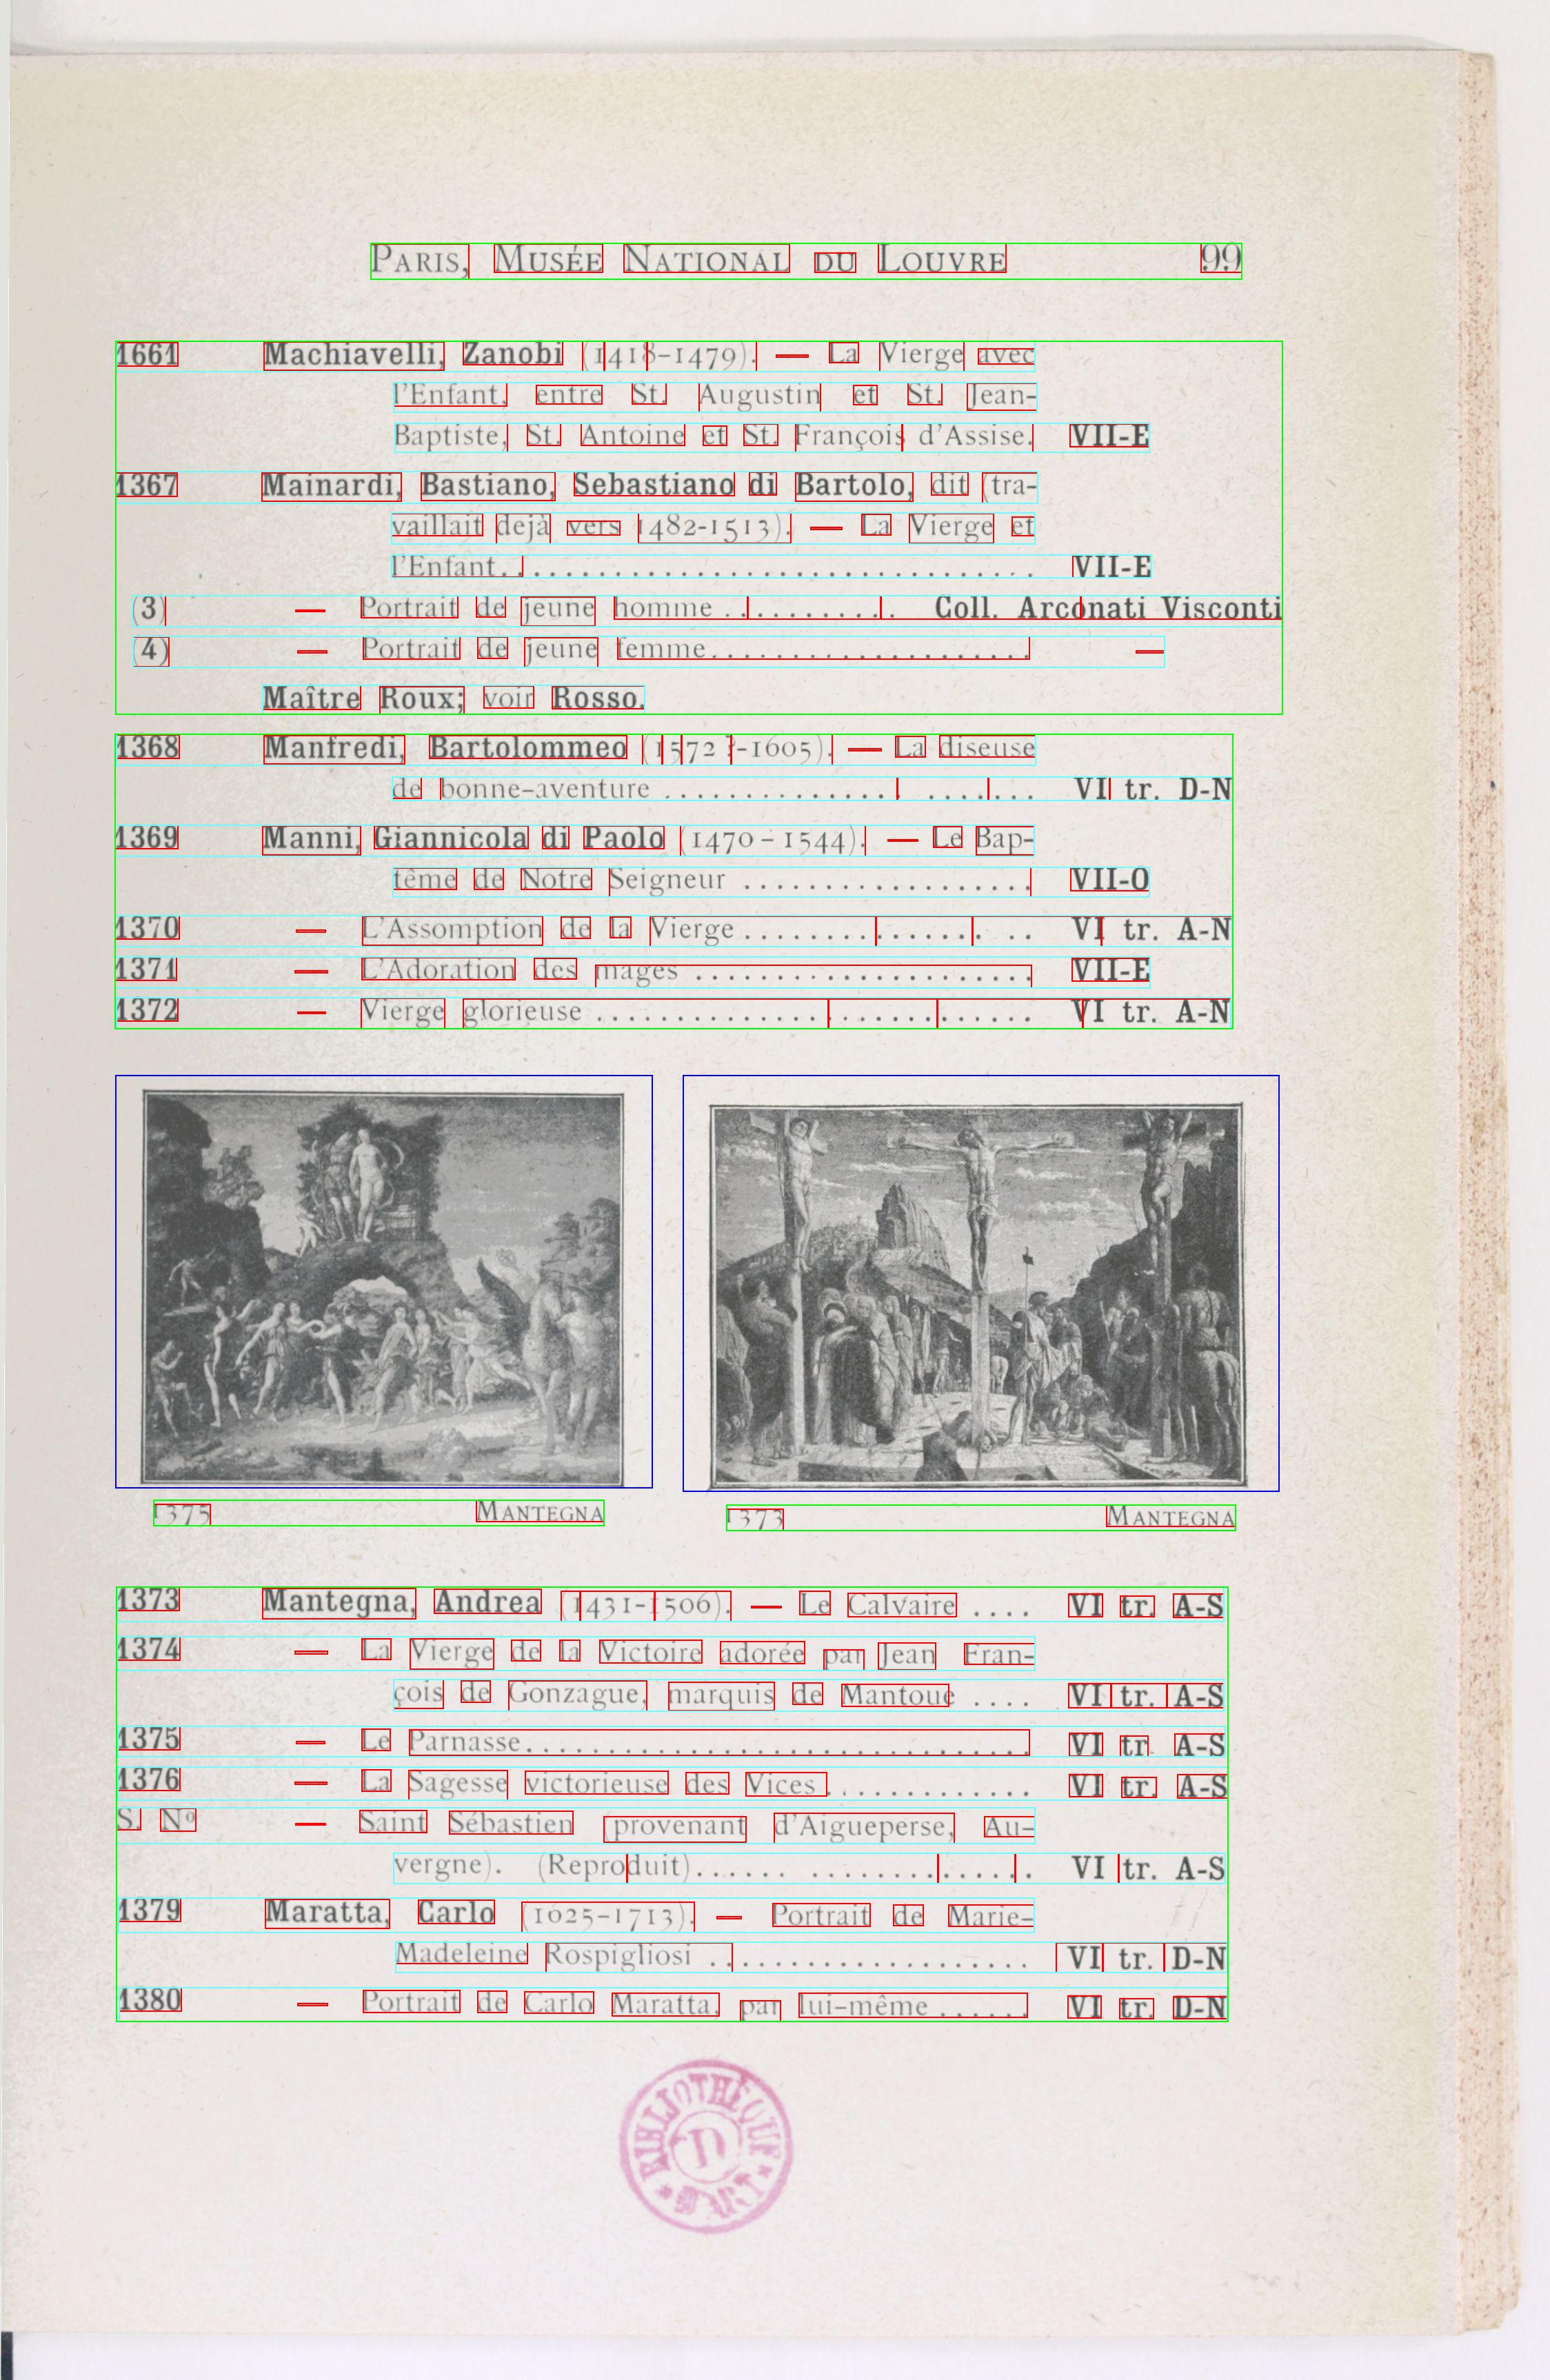 PARIS, MUSÉE NATIONAL DU LOUVRE 99
1661 Machiavelli, Zanobi (1418-1479). — La Vierge avec
l'Enfant, entre St. Augustin et St. Jean-
Baptiste, St. Antoine et St. François d'Assise. VII-E
1367 Mainardi, Bastiano, Sebastiano di Bartolo, dit (tra-
vaillait dejà vers 1482-1513). — La Vierge et
l'Enfant.................................. VII-E
(3) — Portrait de jeune homme ........... Coll. Arconati Visconti
(4) — Portrait de jeune femme..................... —
Maître Roux; voir Rosso.
1368 Manfredi, Bartolommeo (1572 ?-1605). — La diseuse
de bonne-aventure ........................ VI tr. D-N
1369 Manni, Giannicola di Paolo (1470-1544). — Le Bap-
tême de Notre Seigneur ................... VII-O
1370 — L'Assomption de la Vierge................... VI tr. A-N
1371 — L'Adoration des mages ...................... VII-E
1372 — Vierge glorieuse ............................. VI tr. A-N
1375 MANTEGNA
1373 MANTEGNA
1373 Mantegna, Andrea (1431-1506). — Le Calvaire .... VI tr. A-S
1374 — La Vierge de la Victoire adorée par Jean Fran-
çois de Gonzague, marquis de Mantoue .... VI tr. A-S
1375 — Le Parnasse................................. VI tr. A-S
1376 — La Sagesse victorieuse des Vices.............. VI tr. A-S
S. Nº — Saint Sébastien (provenant d'Aigueperse, Au-
vergne). (Reproduit)...... ............... VI tr. A-S
1379 Maratta, Carlo (1625-1713). — Portrait de Marie-
Madeleine Rospigliosi ..................... VI tr. D-N
1380 — Portrait de Carlo Maratta, par lui-même ...... VI tr. D-N
BIBLIOTHÈQUE
D
D'ART